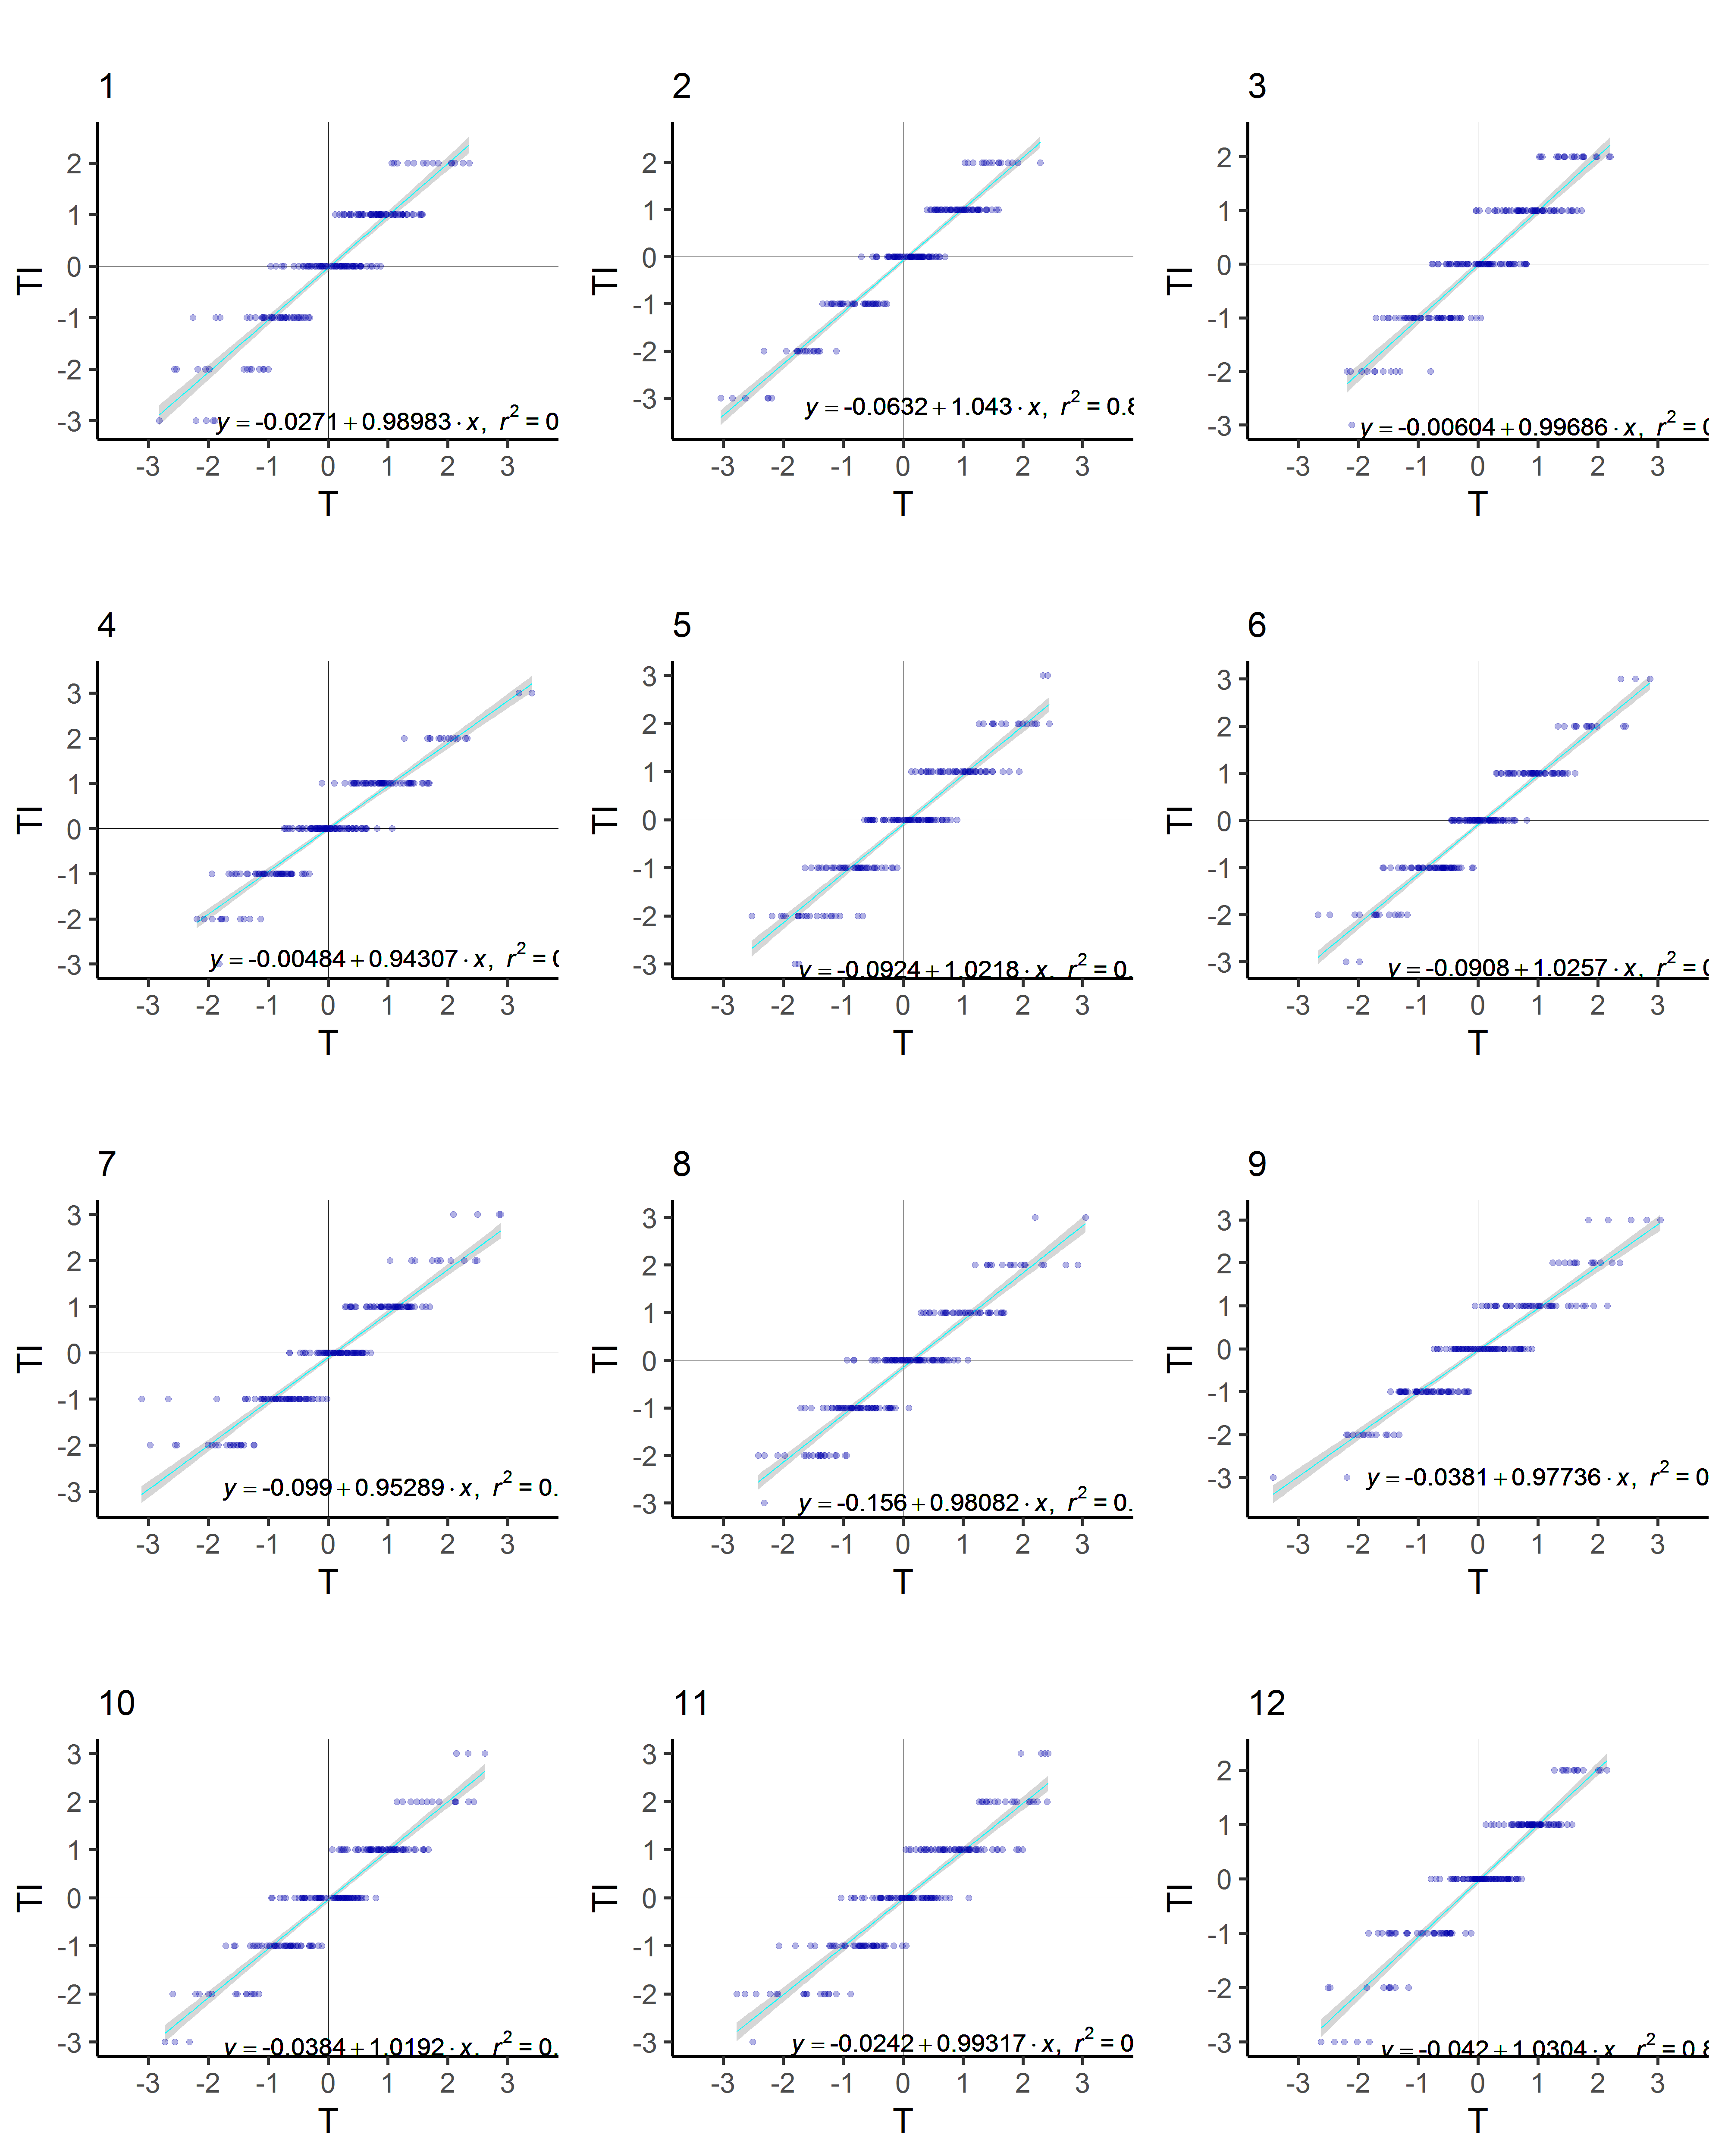 1
2
1
0
-1
-2
-3
TI
y = -0.0271 + 0.98983 · x, r² = 0
-3 -2 -1 0 1 2 3
T
2
2
1
0
-1
-2
-3
TI
y = -0.0632 + 1.043 · x, r² = 0.8
-3 -2 -1 0 1 2 3
T
3
2
1
0
-1
-2
-3
TI
y = -0.00604 + 0.99686 · x, r² = 0
-3 -2 -1 0 1 2 3
T
4
3
2
1
0
-1
-2
-3
TI
y = -0.00484 + 0.94307 · x, r² = 0
-3 -2 -1 0 1 2 3
T
5
3
2
1
0
-1
-2
-3
TI
y = -0.0924 + 1.0218 · x, r² = 0.
-3 -2 -1 0 1 2 3
T
6
3
2
1
0
-1
-2
-3
TI
y = -0.0908 + 1.0257 · x, r² = 0
-3 -2 -1 0 1 2 3
T
7
3
2
1
0
-1
-2
-3
TI
y = -0.099 + 0.95289 · x, r² = 0.
-3 -2 -1 0 1 2 3
T
8
3
2
1
0
-1
-2
-3
TI
y = -0.156 + 0.98082 · x, r² = 0.
-3 -2 -1 0 1 2 3
T
9
3
2
1
0
-1
-2
-3
TI
y = -0.0381 + 0.97736 · x, r² = 0
-3 -2 -1 0 1 2 3
T
10
3
2
1
0
-1
-2
-3
TI
y = -0.0384 + 1.0192 · x, r² = 0.
-3 -2 -1 0 1 2 3
T
11
3
2
1
0
-1
-2
-3
TI
y = -0.0242 + 0.99317 · x, r² = 0
-3 -2 -1 0 1 2 3
T
12
2
1
0
-1
-2
-3
TI
y = -0.042 + 1.0304 · x, r² = 0.8
-3 -2 -1 0 1 2 3
T